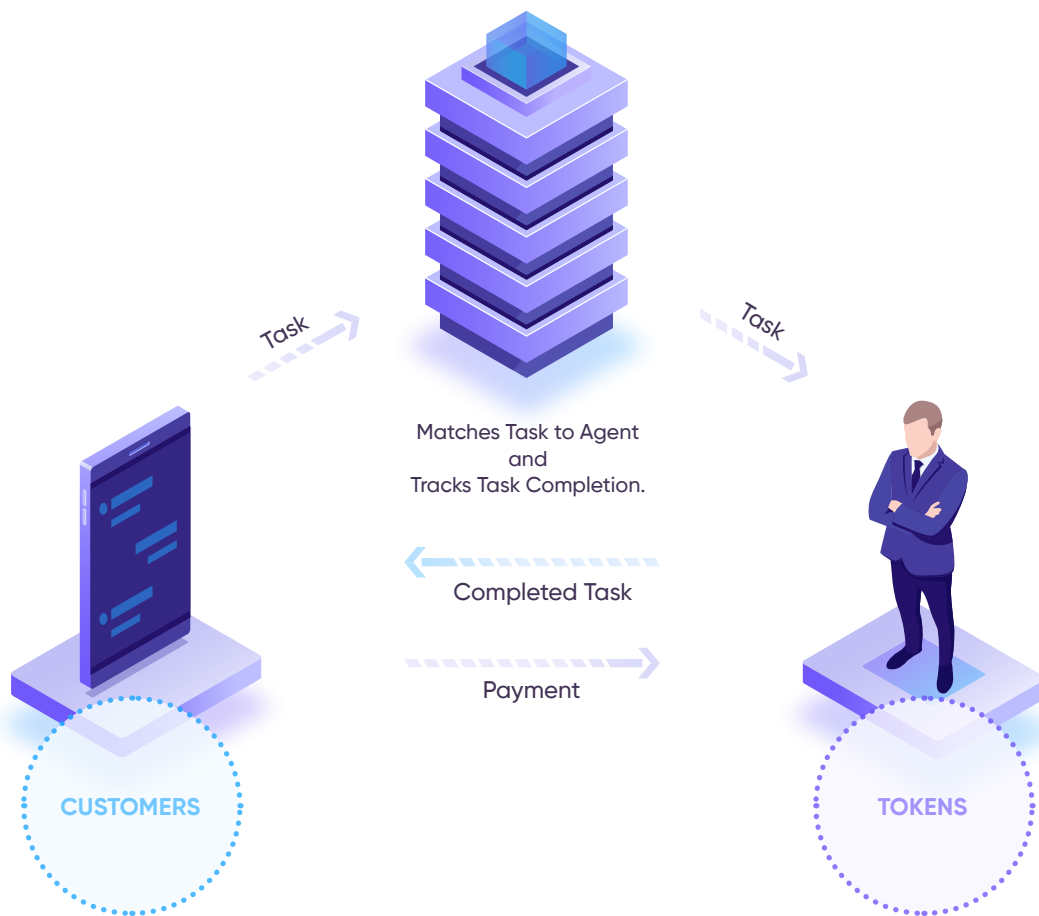 Task
Task
Matches Task to Agent
and
Tracks Task Completion.
Completed Task
Payment
CUSTOMERS
TOKENS